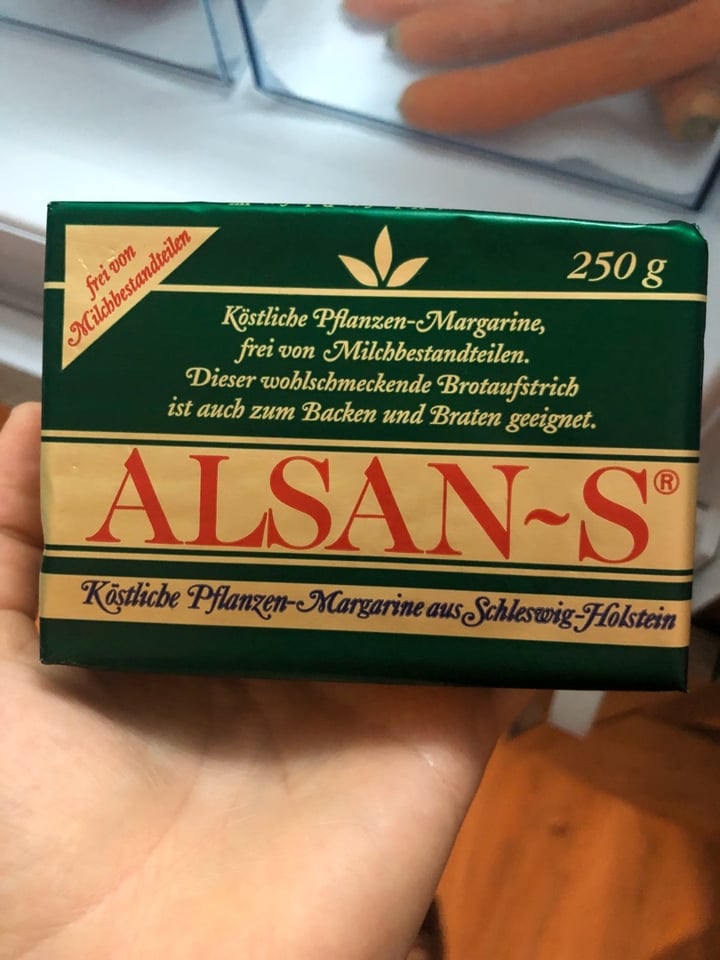 frei von
Milchbestandteilen
250 g
Köstliche Pflanzen-Margarine,
frei von Milchbestandteilen.
Dieser wohlschmeckende Brotaufstrich
ist auch zum Backen und Braten geeignet.
ALSAN~S®
Köstliche Pflanzen-Margarine aus Schleswig-Holstein